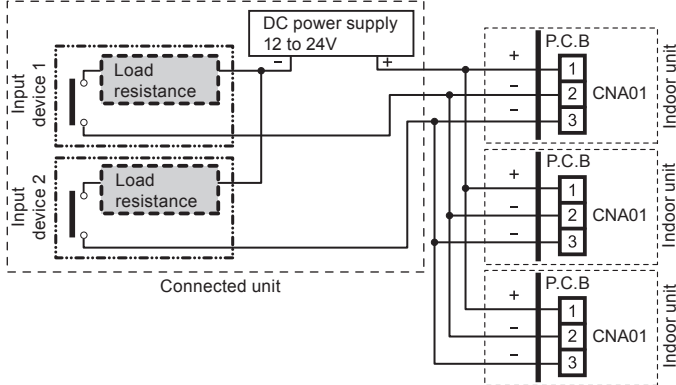 DC power supply
12 to 24V
− +
Input
device 1
Load
resistance
Input
device 2
Load
resistance
Connected unit
P.C.B
+
−
−
1
2
3
CNA01
Indoor unit
P.C.B
+
−
−
1
2
3
CNA01
Indoor unit
P.C.B
+
−
−
1
2
3
CNA01
Indoor unit